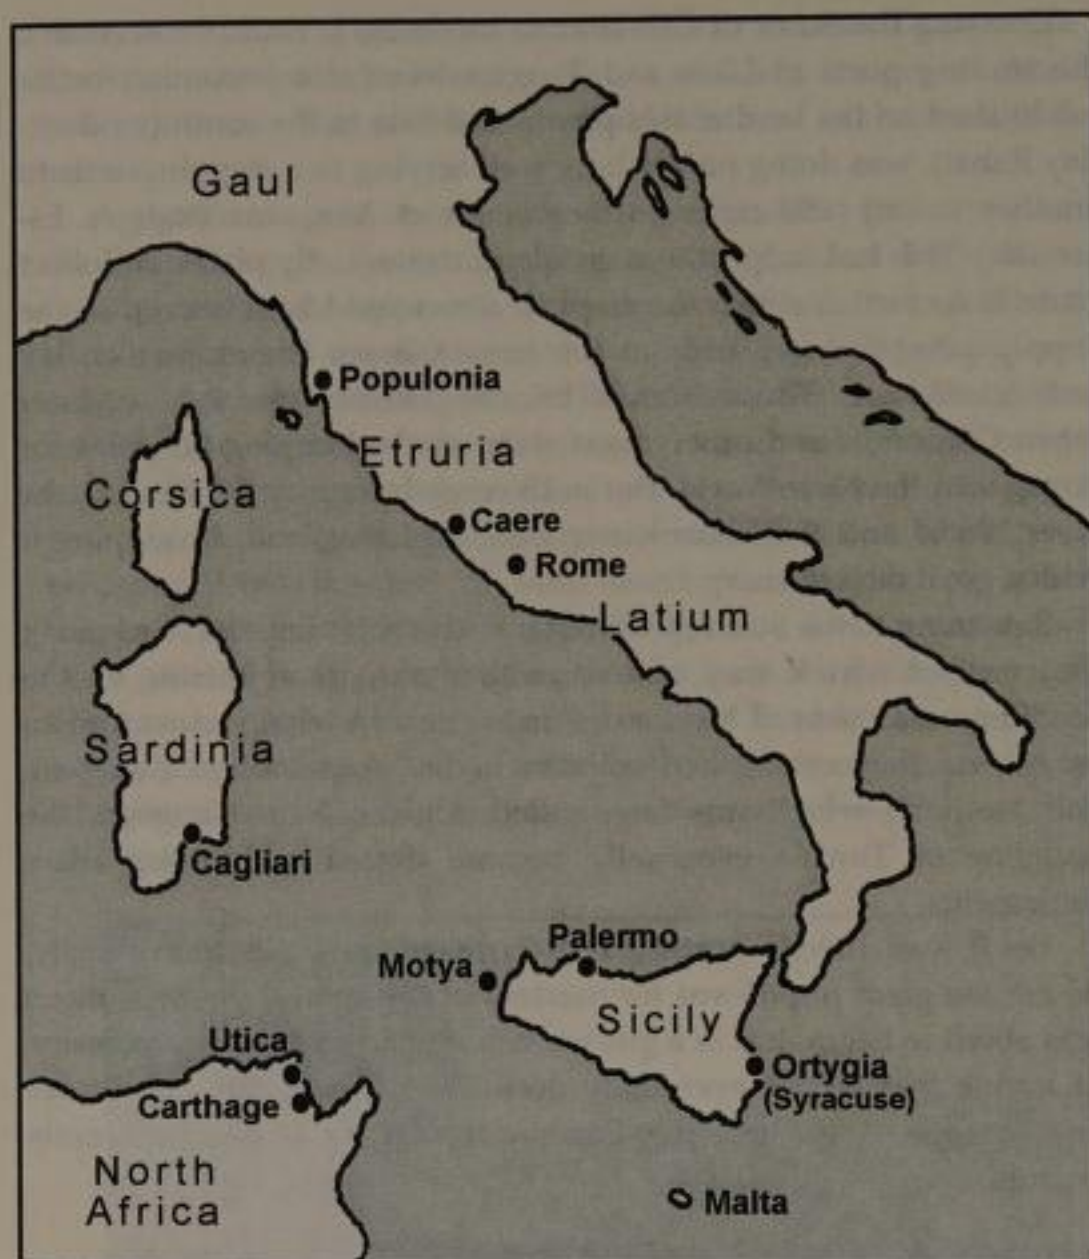 Gaul
Populonia
Etruria
Corsica
Caere
Rome
Latium
Sardinia
Cagliari
Palermo
Motya
Sicily
Utica
Ortygia
(Syracuse)
Carthage
North
Africa
Malta